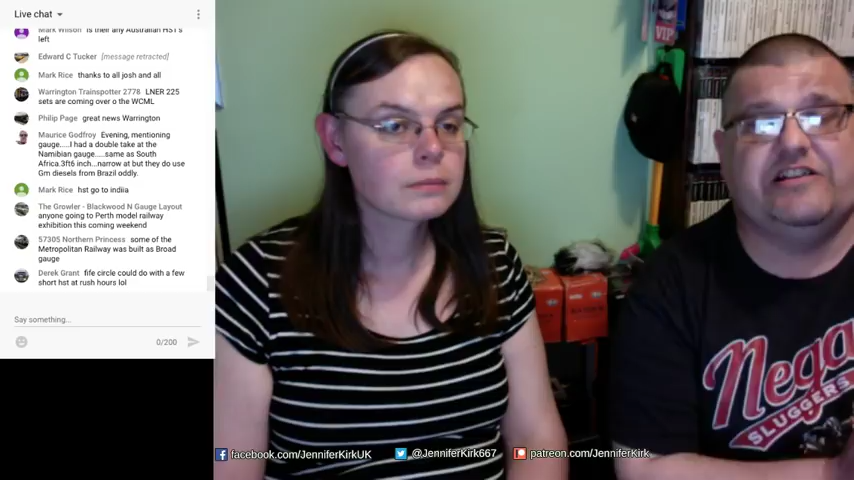 Live chat
Mark Wilson is their any Australian HST's
left
Edward C Tucker [message retracted]
Mark Rice thanks to all josh and all
Warrington Trainspotter 2778 LNER 225
sets are coming over o the WCML
Philip Page great news Warrington
Maurice Godfroy Evening, mentioning
gauge.....I had a double take at the
Namibian gauge.....same as South
Africa.3ft6 inch...narrow at but they do use
Gm diesels from Brazil oddly.
Mark Rice hst go to indiia
The Growler - Blackwood N Gauge Layout
anyone going to Perth model railway
exhibition this coming weekend
57305 Northern Princess some of the
Metropolitan Railway was built as Broad
gauge
Derek Grant fife circle could do with a few
short hst at rush hours lol
Say something...
0/200
VIP
Nega
SLUGGERS
facebook.com/JenniferKirkUK
@JenniferKirk667
patreon.com/JenniferKirk